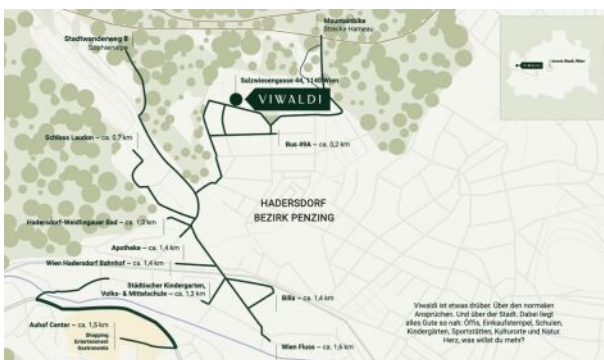 Mountainbike
Strecke Hameau
Stadtwanderweg 8
Sophienalpe
Salzwiesengasse 44, 1140 Wien
VIWALDI
VIWALDI
Innere Stadt, Wien
Schloss Laudon – ca. 0,7 km
Bus 49A – ca. 0,2 km
HADERSDORF
BEZIRK PENZING
Hadersdorf-Weidlingauer Bad – ca. 1,0 km
Apotheke – ca. 1,4 km
Wien Hadersdorf Bahnhof – ca. 1,4 km
Städtischer Kindergarten,
Volks- & Mittelschule – ca. 1,3 km
Billa – ca. 1,4 km
Auhof Center – ca. 1,5 km
Shopping
Entertainment
Gastronomie
Wien Fluss – ca. 1,6 km
Viwaldi ist etwas drüber. Über den normalen
Ansprüchen. Und über der Stadt. Dabei liegt
alles Gute so nah. Öffis, Einkaufstempel, Schulen,
Kindergärten, Sportstätten, Kulturorte und Natur.
Herz, was willst du mehr?